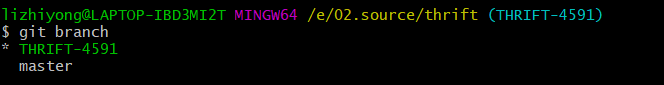 lizhiyong@LAPTOP-IBD3MI2T MINGW64 /e/02.source/thrift (THRIFT-4591)
$ git branch
* THRIFT-4591
  master